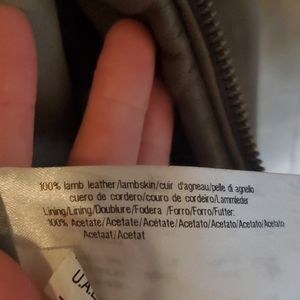 100% lamb leather/lambskin/cuir d'agneau/pelle di agnello
cuero de cordero/couro de cordeiro/Lammleder
Lining/Lining/Doublure/Fodera /Forro/Forro/Futter:
100% Acetate/Acetate/Acétate/Acetato/Acetato/Acetato/Acetato
Acetaat/Acetat
U.A.